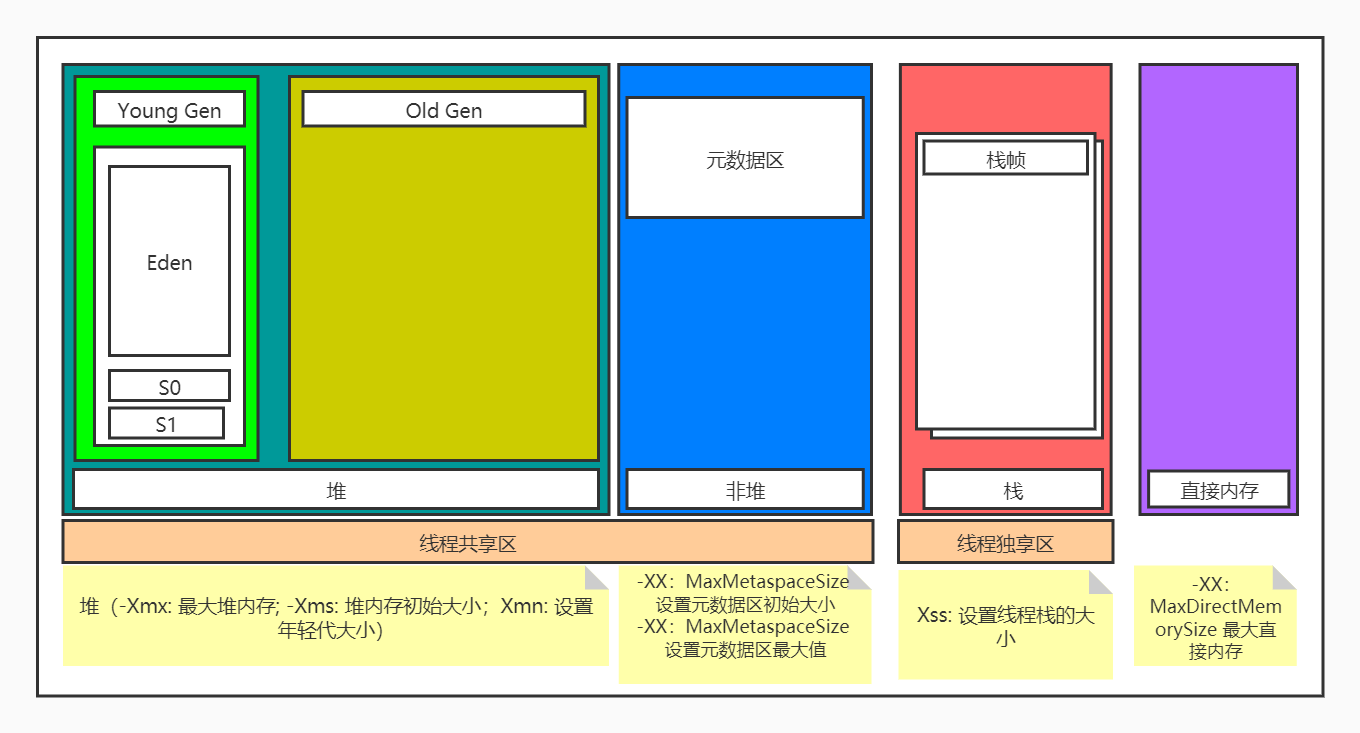 Young Gen
Old Gen
元数据区
栈帧
Eden
S0
S1
堆
非堆
栈
直接内存
线程共享区
线程独享区
堆（-Xmx: 最大堆内存; -Xms: 堆内存初始大小；Xmn: 设置
年轻代大小）
-XX：MaxMetaspaceSize
设置元数据区初始大小
-XX：MaxMetaspaceSize
设置元数据区最大值
Xss: 设置线程栈的大
小
-XX：
MaxDirectMem
orySize 最大直
接内存